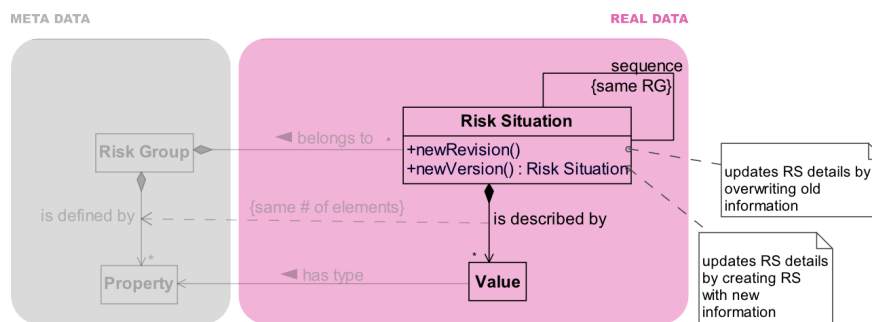 META DATA
REAL DATA
sequence
{same RG}
Risk Situation
belongs to
*
Risk Group
+newRevision()
+newVersion() : Risk Situation
updates RS details by
overwriting old
information
is defined by
{same # of elements}
is described by
*
*
updates RS details
by creating RS
with new
information
Property
has type
Value